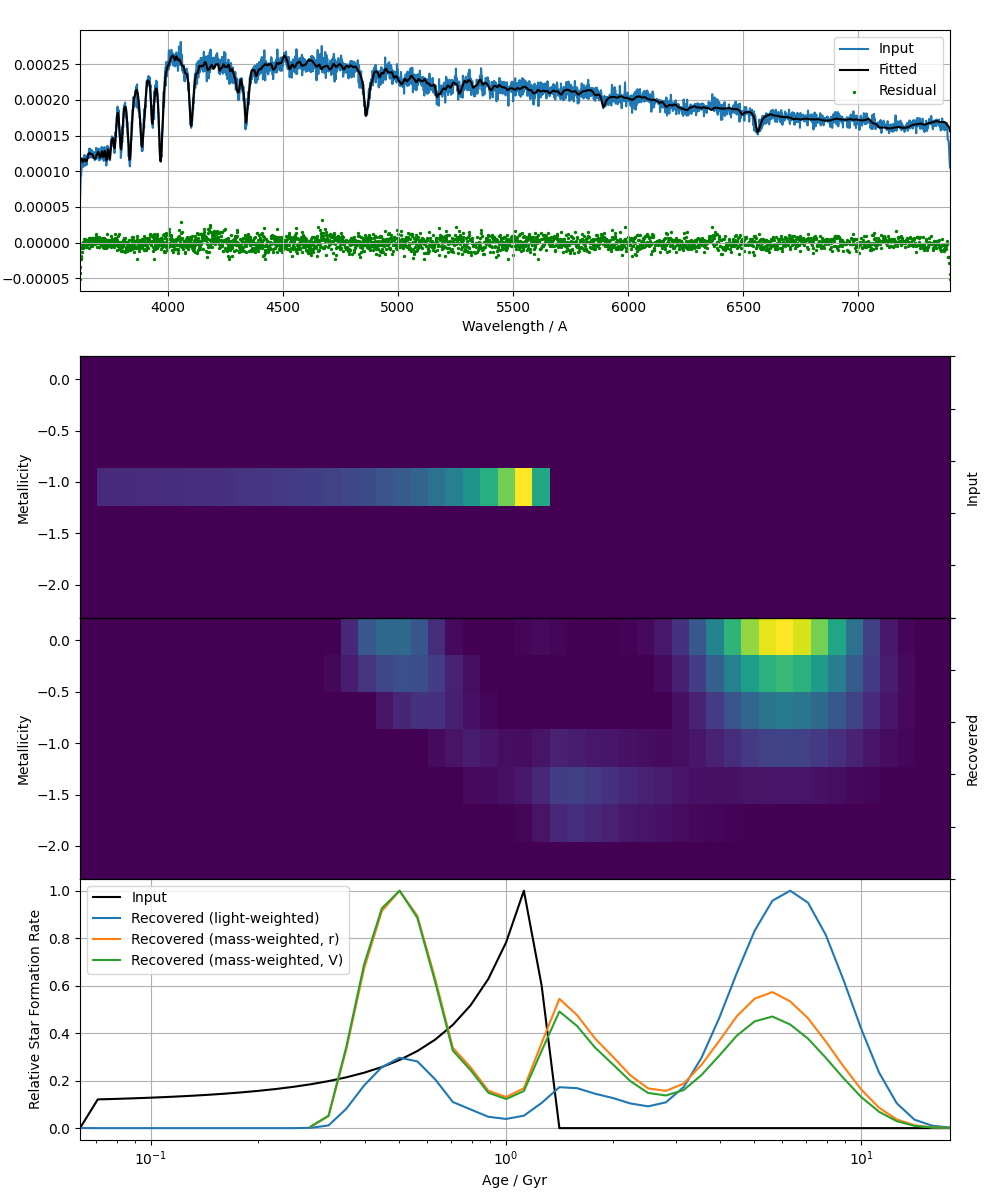 Input
Fitted
Residual
0.00025
0.00020
0.00015
0.00010
0.00005
0.00000
−0.00005
4000 4500 5000 5500 6000 6500 7000
Wavelength / A
0.0
−0.5
−1.0
−1.5
−2.0
Metallicity
Input
0.0
−0.5
−1.0
−1.5
−2.0
Metallicity
Recovered
1.0
0.8
0.6
0.4
0.2
0.0
Relative Star Formation Rate
Input
Recovered (light-weighted)
Recovered (mass-weighted, r)
Recovered (mass-weighted, V)
10⁻¹ 10⁰ 10¹
Age / Gyr